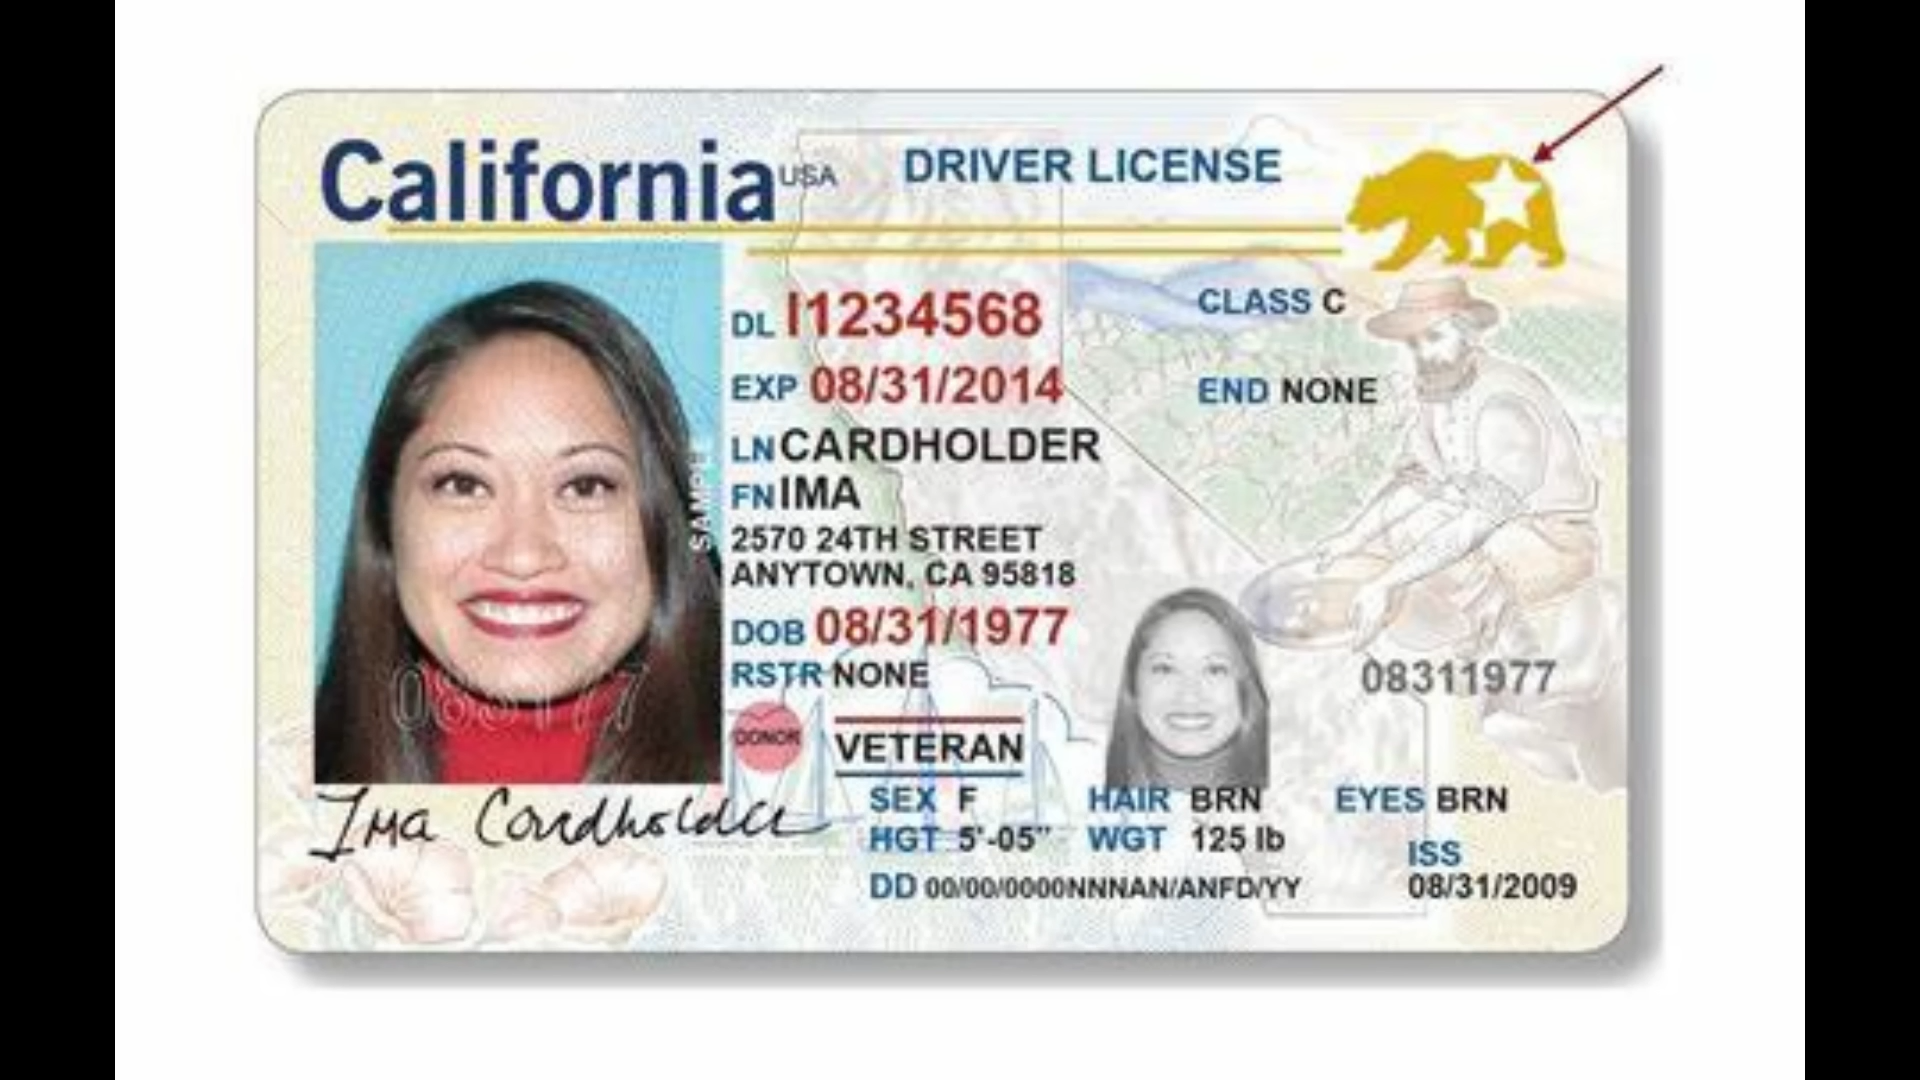 California USA DRIVER LICENSE
DL I1234568
CLASS C
EXP 08/31/2014
END NONE
LN CARDHOLDER
FN IMA
2570 24TH STREET
ANYTOWN, CA 95818
DOB 08/31/1977
RSTR NONE
08311977
DONOR
VETERAN
SEX F HAIR BRN EYES BRN
HGT 5'-05" WGT 125 lb
ISS
DD 00/00/0000NNNAN/ANFD/YY 08/31/2009
SAMPLE
Ima Cardholder